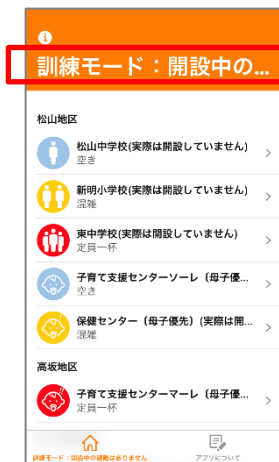 訓練モード：開設中の...
松山地区
松山中学校(実際は開設していません)
空き
新明小学校(実際は開設していません)
混雑
東中学校(実際は開設していません)
定員一杯
子育て支援センターソーレ〔母子優...
空き
保健センター〔母子優先〕(実際は開...
混雑
高坂地区
子育て支援センターマーレ〔母子優...
定員一杯
訓練モード：開設中の避難はありません
アプリについて